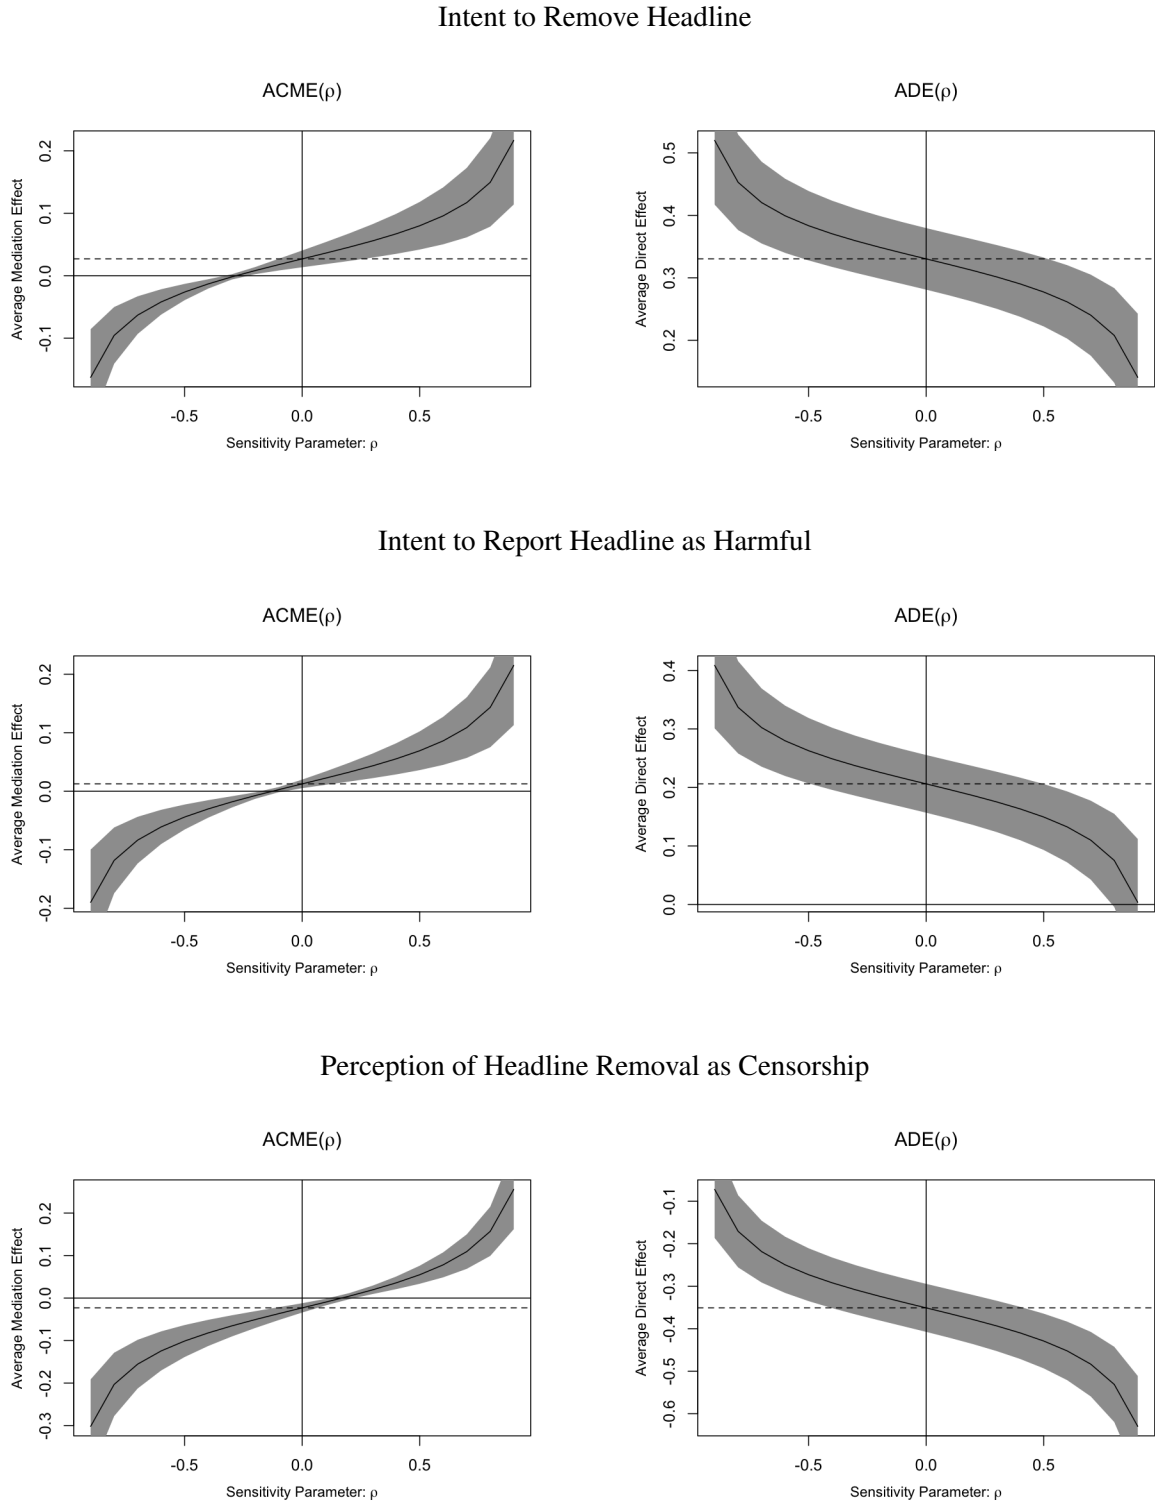 Intent to Remove Headline
ACME(ρ)
Average Mediation Effect
0.2
0.1
0.0
-0.1
-0.5
0.0
0.5
Sensitivity Parameter: ρ
ADE(ρ)
Average Direct Effect
0.5
0.4
0.3
0.2
-0.5
0.0
0.5
Sensitivity Parameter: ρ
Intent to Report Headline as Harmful
ACME(ρ)
Average Mediation Effect
0.2
0.1
0.0
-0.1
-0.2
-0.5
0.0
0.5
Sensitivity Parameter: ρ
ADE(ρ)
Average Direct Effect
0.4
0.3
0.2
0.1
0.0
-0.5
0.0
0.5
Sensitivity Parameter: ρ
Perception of Headline Removal as Censorship
ACME(ρ)
Average Mediation Effect
0.2
0.1
0.0
-0.1
-0.2
-0.3
-0.5
0.0
0.5
Sensitivity Parameter: ρ
ADE(ρ)
Average Direct Effect
-0.1
-0.2
-0.3
-0.4
-0.5
-0.6
-0.5
0.0
0.5
Sensitivity Parameter: ρ